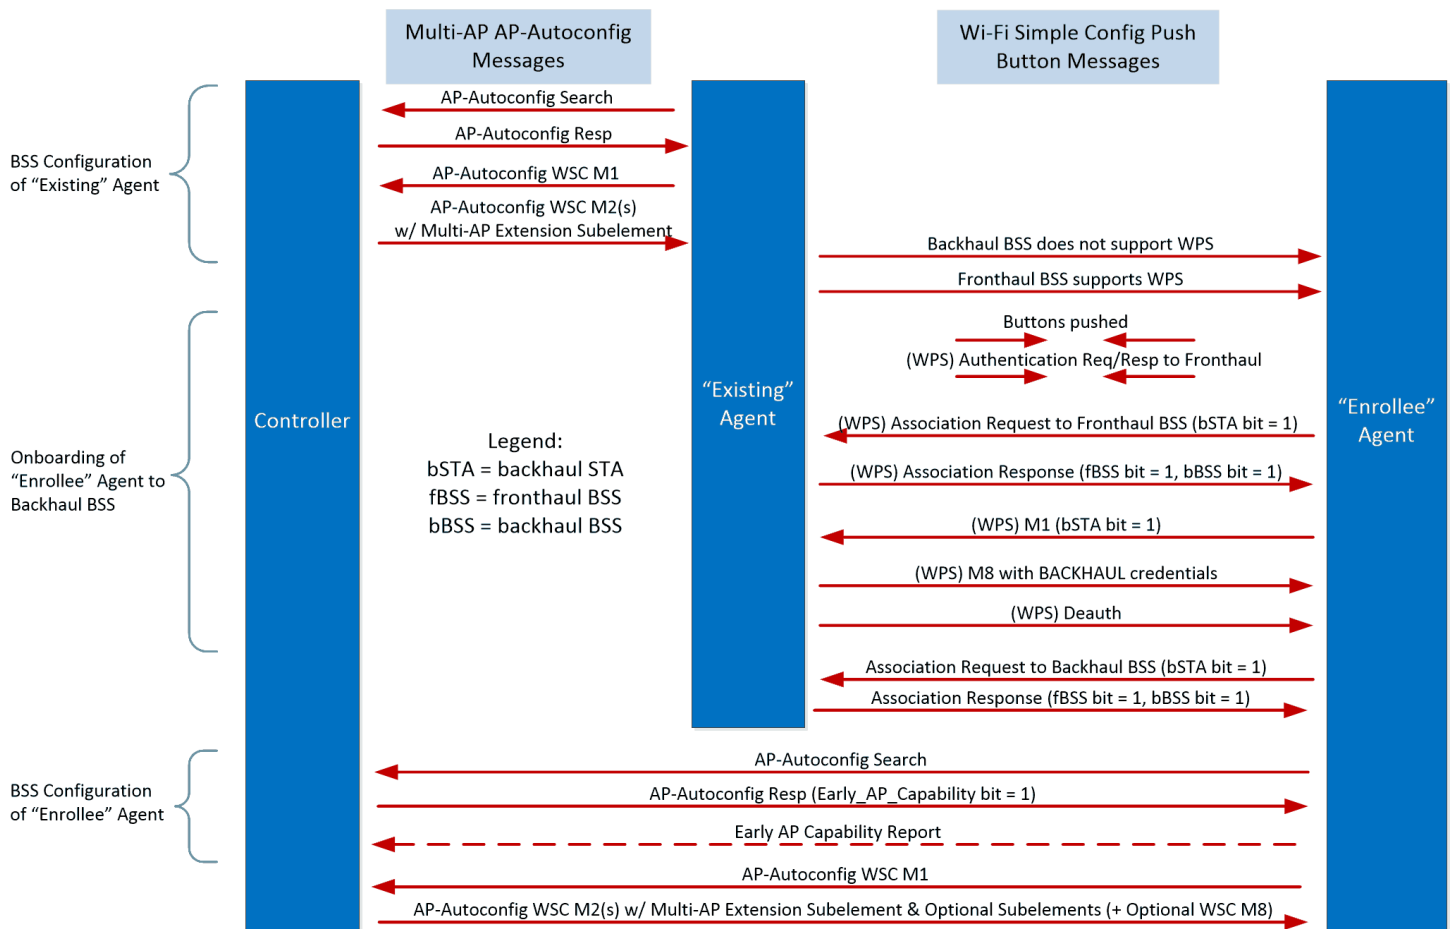 Multi-AP AP-Autoconfig
Messages
Wi-Fi Simple Config Push
Button Messages
AP-Autoconfig Search
AP-Autoconfig Resp
BSS Configuration
of “Existing” Agent
AP-Autoconfig WSC M1
AP-Autoconfig WSC M2(s)
w/ Multi-AP Extension Subelement
Backhaul BSS does not support WPS
Fronthaul BSS supports WPS
Buttons pushed
(WPS) Authentication Req/Resp to Fronthaul
Controller
“Existing”
Agent
“Enrollee”
Agent
(WPS) Association Request to Fronthaul BSS (bSTA bit = 1)
Legend:
bSTA = backhaul STA
fBSS = fronthaul BSS
bBSS = backhaul BSS
Onboarding of
“Enrollee” Agent to
Backhaul BSS
(WPS) Association Response (fBSS bit = 1, bBSS bit = 1)
(WPS) M1 (bSTA bit = 1)
(WPS) M8 with BACKHAUL credentials
(WPS) Deauth
Association Request to Backhaul BSS (bSTA bit = 1)
Association Response (fBSS bit = 1, bBSS bit = 1)
AP-Autoconfig Search
BSS Configuration
of “Enrollee” Agent
AP-Autoconfig Resp (Early_AP_Capability bit = 1)
Early AP Capability Report
AP-Autoconfig WSC M1
AP-Autoconfig WSC M2(s) w/ Multi-AP Extension Subelement & Optional Subelements (+ Optional WSC M8)